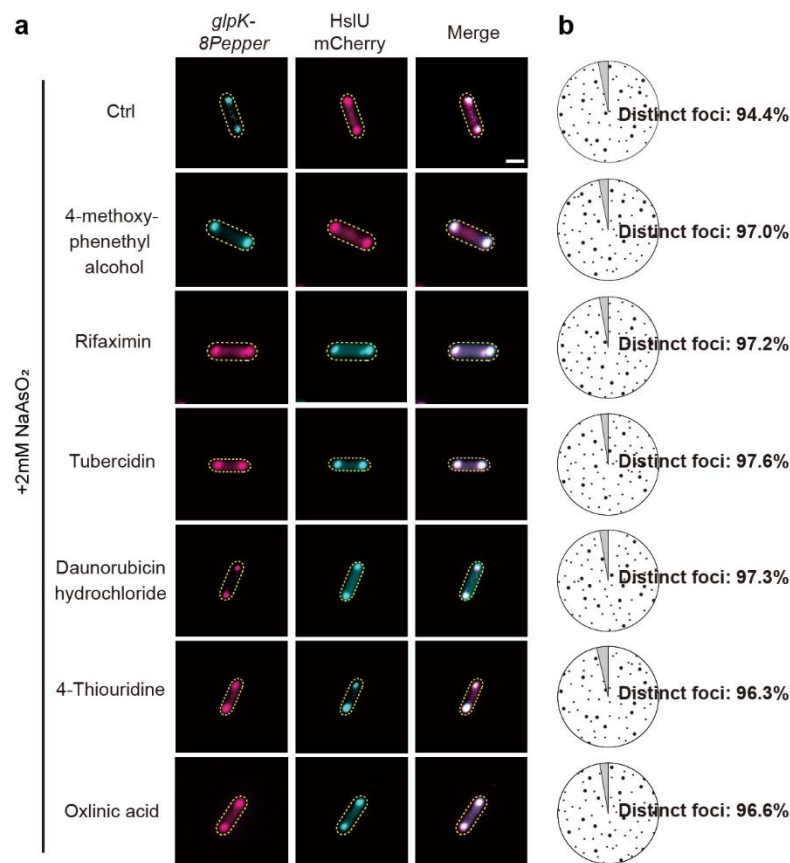 a
glpK-
8Pepper
HslU
mCherry
Merge
b
+2mM NaAsO₂
Ctrl
Distinct foci: 94.4%
4-methoxy-
phenethyl
alcohol
Distinct foci: 97.0%
Rifaximin
Distinct foci: 97.2%
Tubercidin
Distinct foci: 97.6%
Daunorubicin
hydrochloride
Distinct foci: 97.3%
4-Thiouridine
Distinct foci: 96.3%
Oxlinic acid
Distinct foci: 96.6%